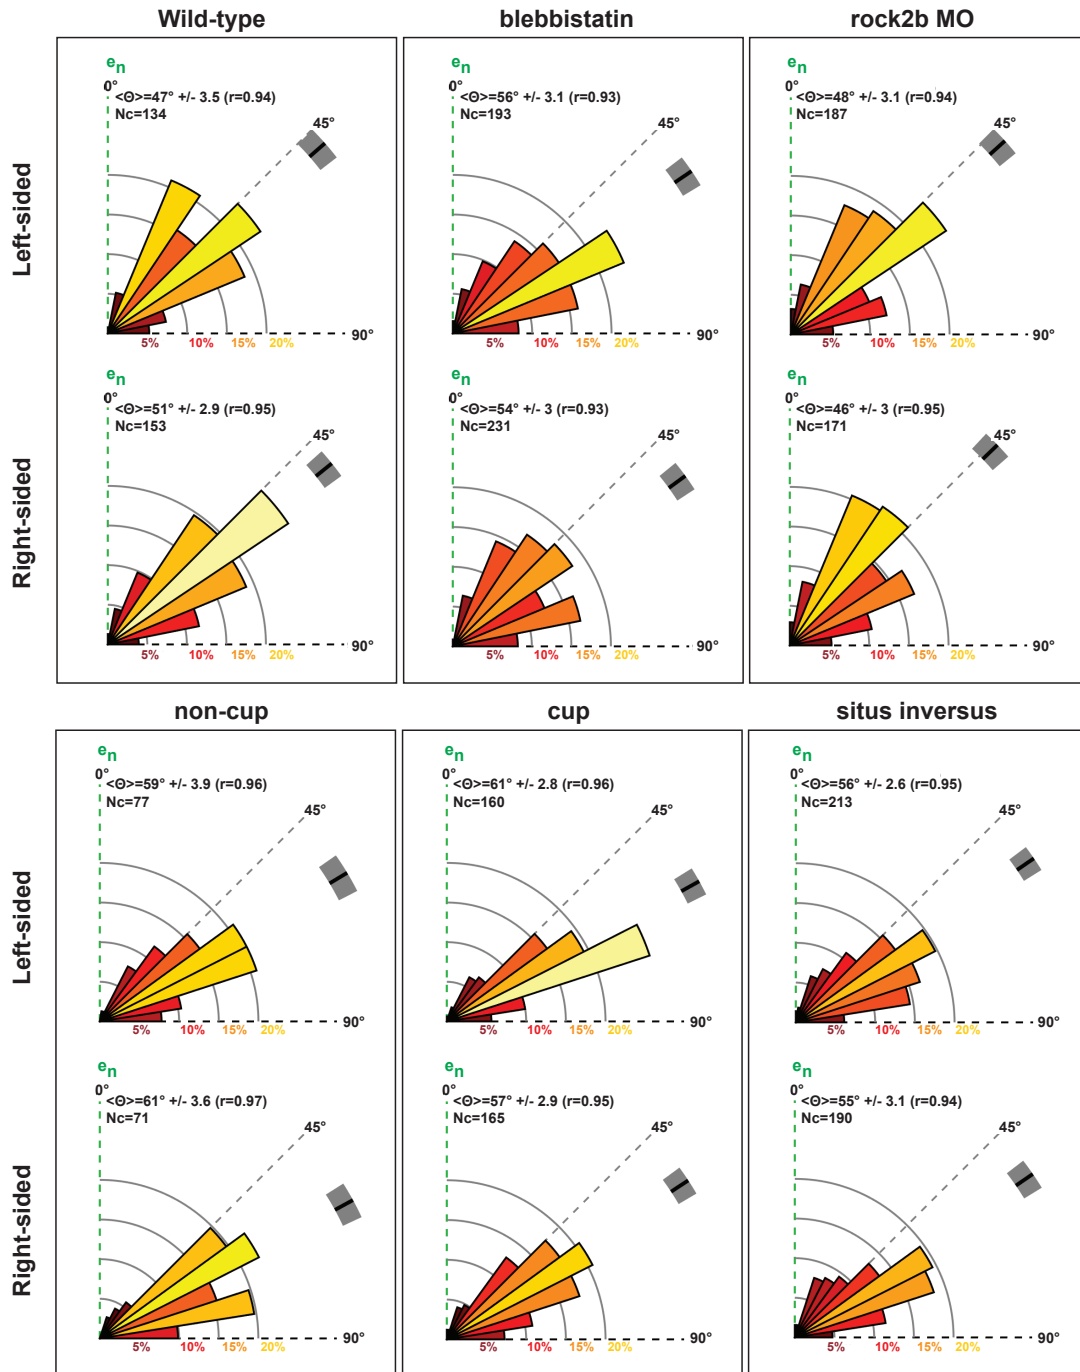 Wild-type
blebbistatin
rock2b MO
Left-sided
en
0°
<Θ>=47° +/- 3.5 (r=0.94)
Nc=134
45°
5% 10% 15% 20%
90°
en
0°
<Θ>=56° +/- 3.1 (r=0.93)
Nc=193
45°
5% 10% 15% 20%
90°
en
0°
<Θ>=48° +/- 3.1 (r=0.94)
Nc=187
45°
5% 10% 15% 20%
90°
Right-sided
en
0°
<Θ>=51° +/- 2.9 (r=0.95)
Nc=153
45°
5% 10% 15% 20%
90°
en
0°
<Θ>=54° +/- 3 (r=0.93)
Nc=231
45°
5% 10% 15% 20%
90°
en
0°
<Θ>=46° +/- 3 (r=0.95)
Nc=171
45°
5% 10% 15% 20%
90°
non-cup
cup
situs inversus
Left-sided
en
0°
<Θ>=59° +/- 3.9 (r=0.96)
Nc=77
45°
5% 10% 15% 20%
90°
en
0°
<Θ>=61° +/- 2.8 (r=0.96)
Nc=160
45°
5% 10% 15% 20%
90°
en
0°
<Θ>=56° +/- 2.6 (r=0.95)
Nc=213
45°
5% 10% 15% 20%
90°
Right-sided
en
0°
<Θ>=61° +/- 3.6 (r=0.97)
Nc=71
45°
5% 10% 15% 20%
90°
en
0°
<Θ>=57° +/- 2.9 (r=0.95)
Nc=165
45°
5% 10% 15% 20%
90°
en
0°
<Θ>=55° +/- 3.1 (r=0.94)
Nc=190
45°
5% 10% 15% 20%
90°